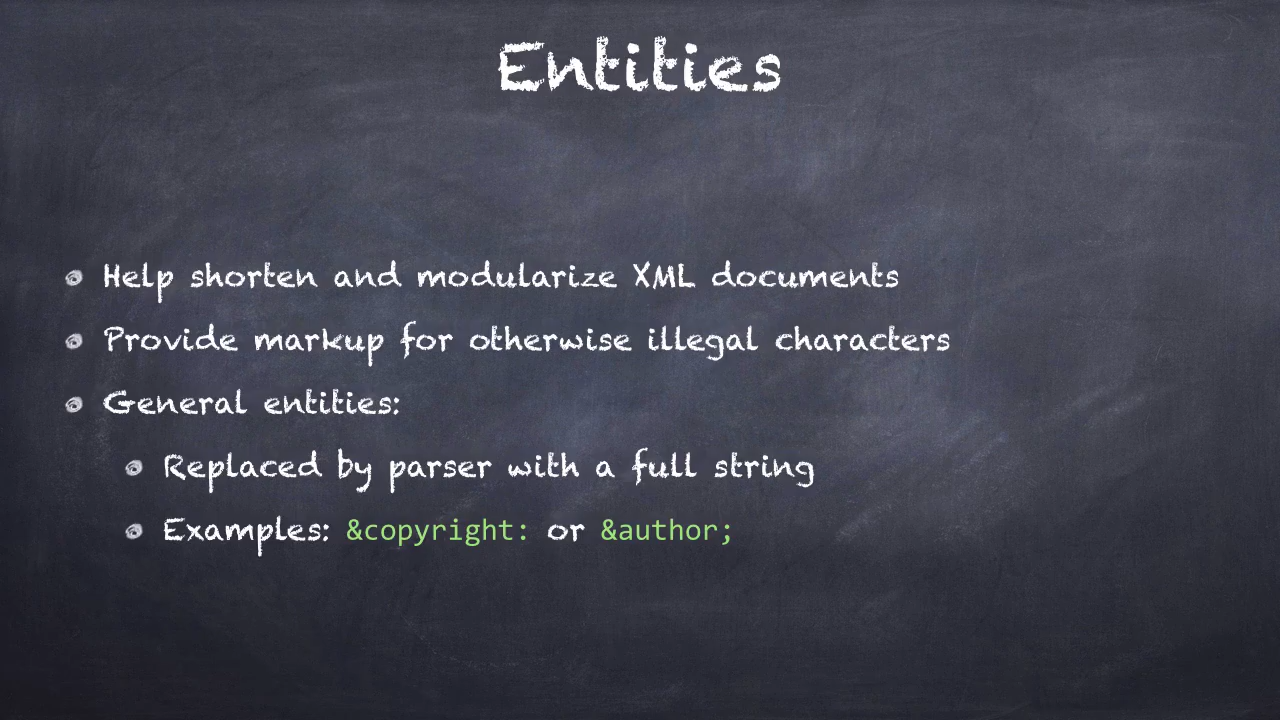 Entities
Help shorten and modularize XML documents
Provide markup for otherwise illegal characters
General entities:
Replaced by parser with a full string
Examples: &copyright: or &author;